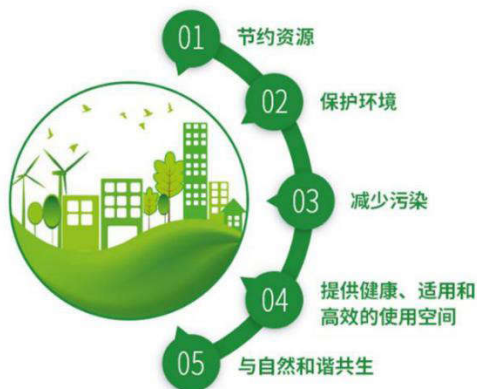 01 节约资源
02 保护环境
03 减少污染
04 提供健康、适用和
高效的使用空间
05 与自然和谐共生